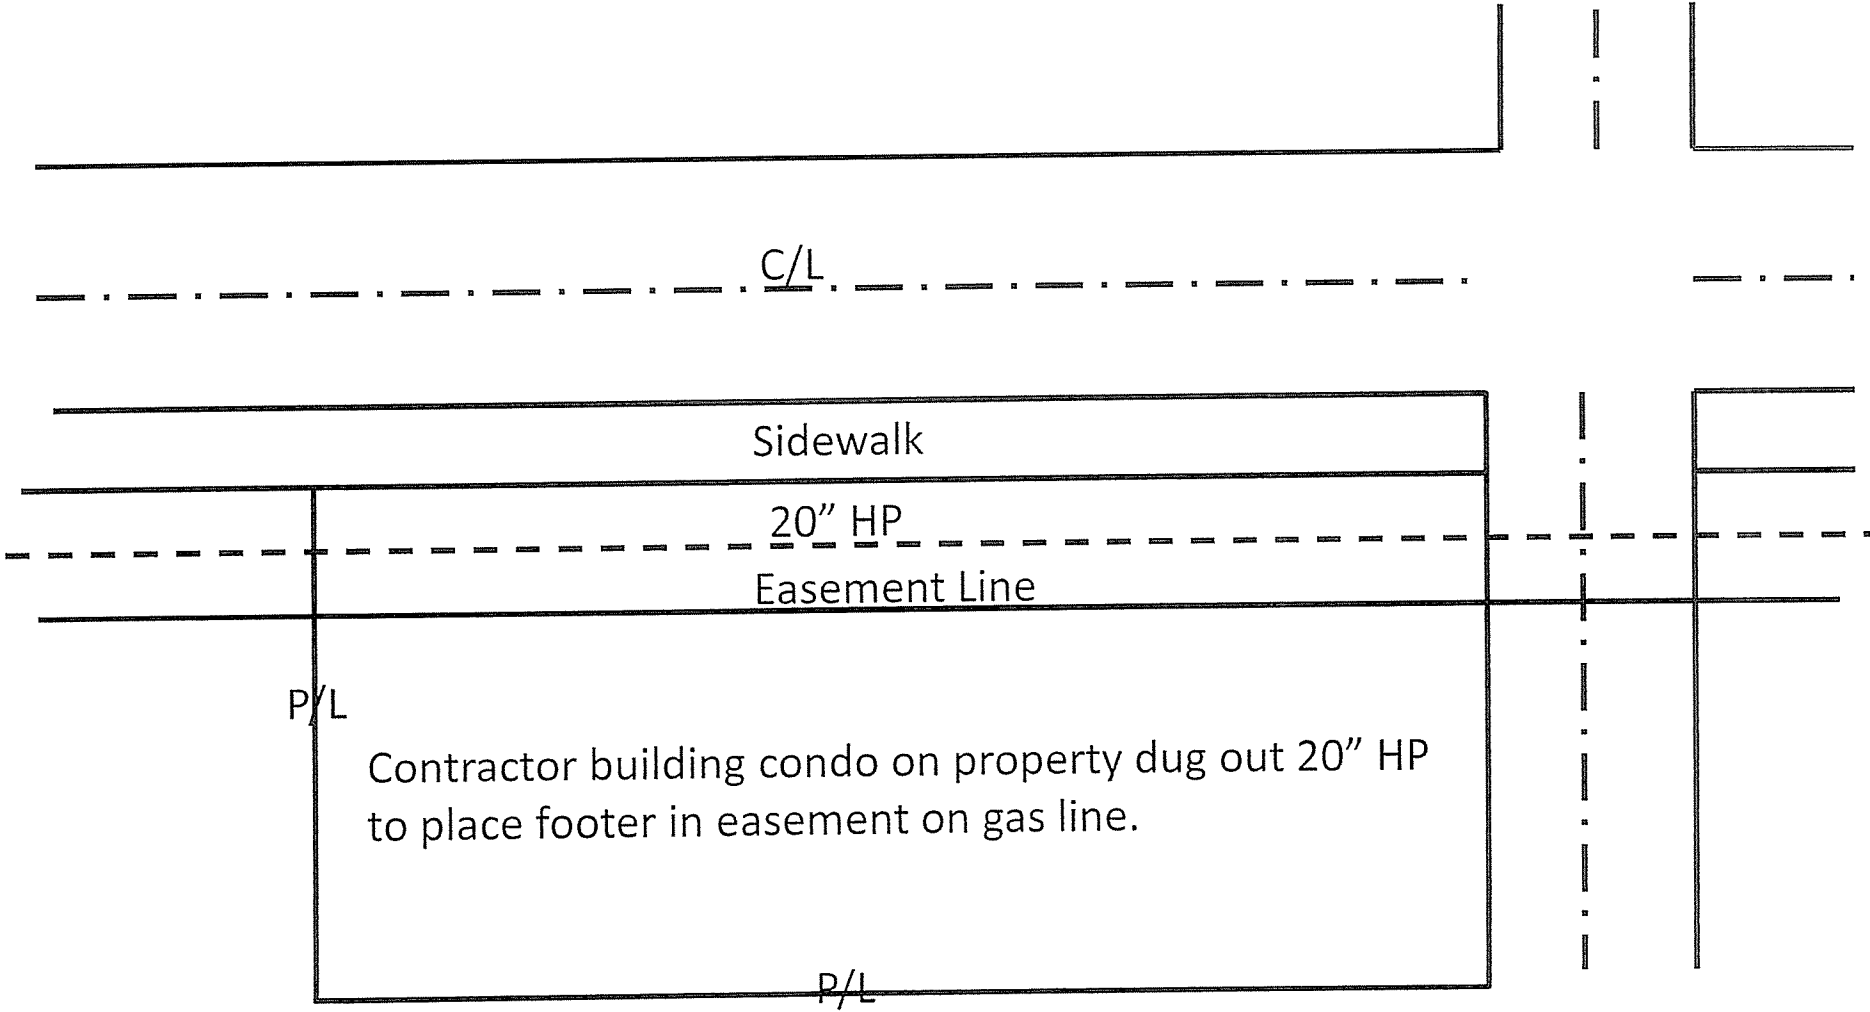 C/L
Sidewalk
20” HP
Easement Line
P/L
Contractor building condo on property dug out 20” HP
to place footer in easement on gas line.
P/L